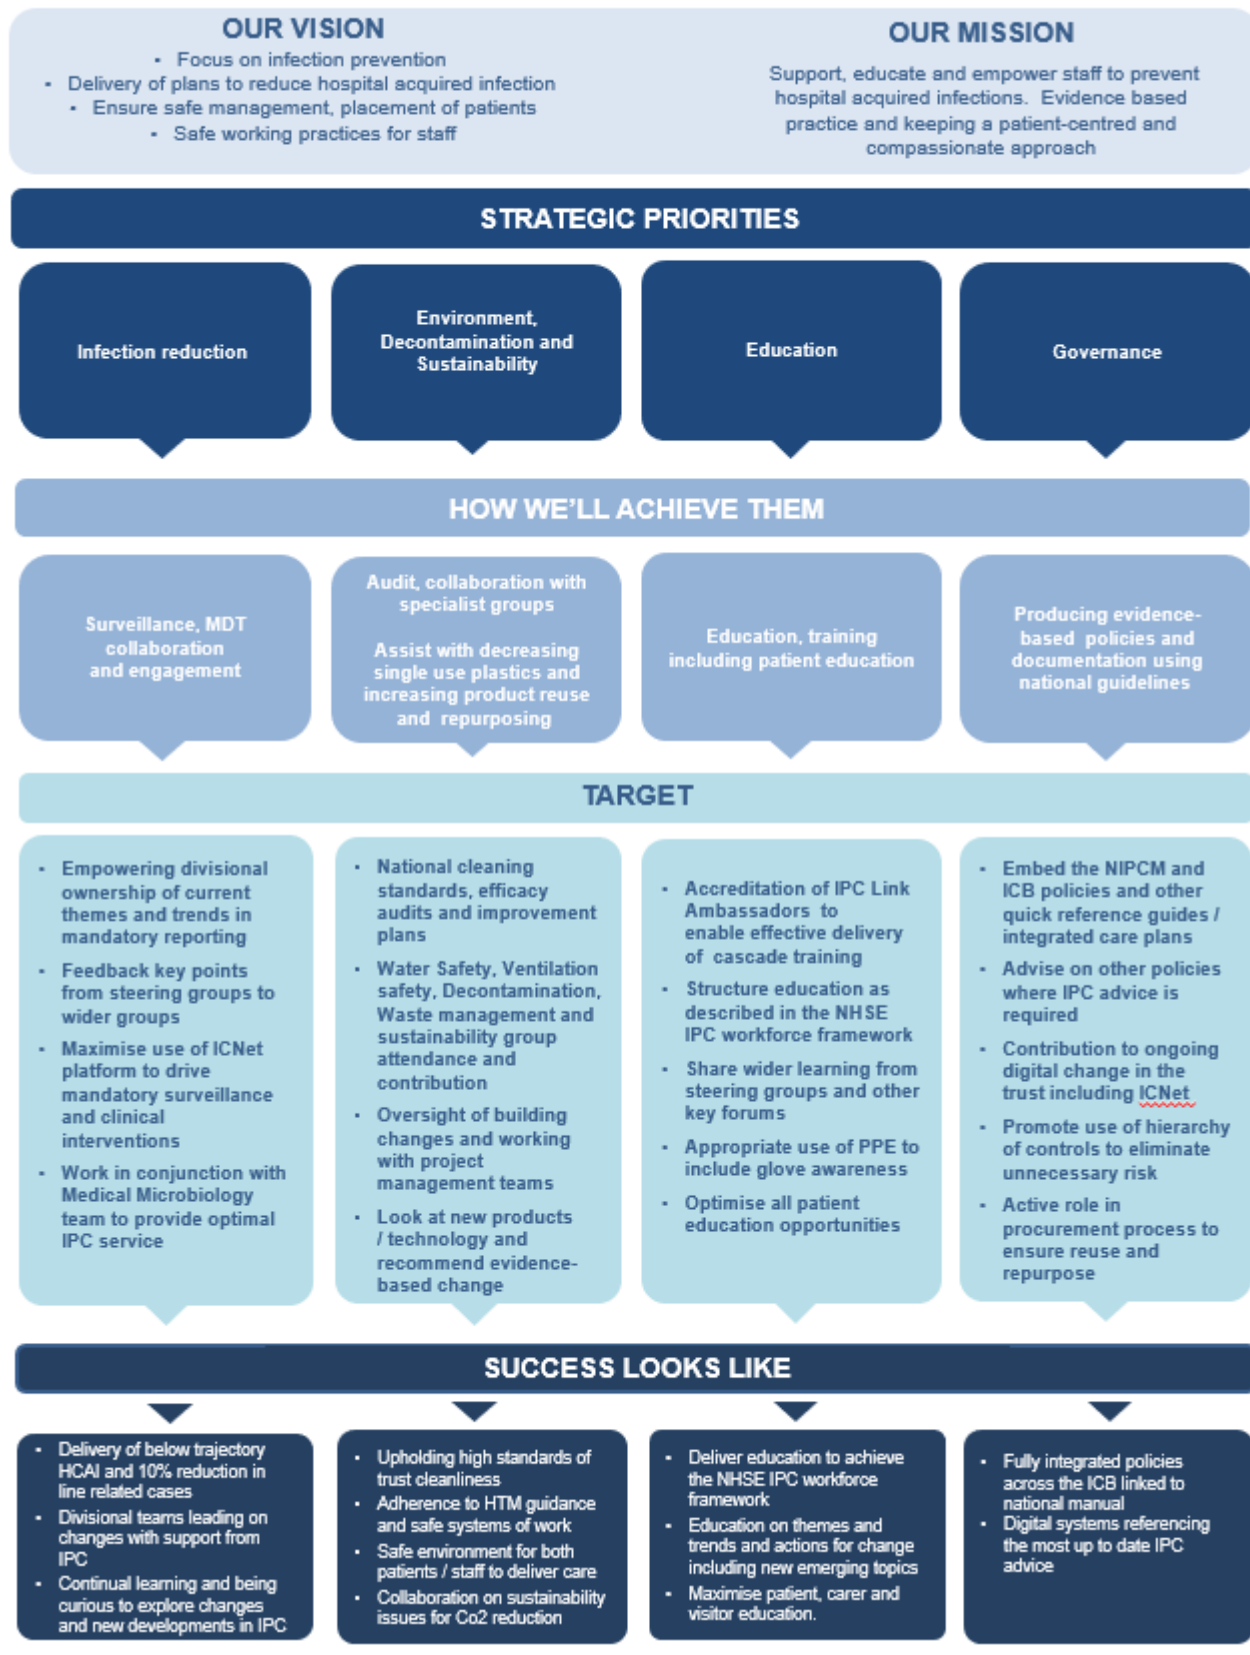 OUR VISION
▪ Focus on infection prevention
▪ Delivery of plans to reduce hospital acquired infection
▪ Ensure safe management, placement of patients
▪ Safe working practices for staff
OUR MISSION
Support, educate and empower staff to prevent
hospital acquired infections. Evidence based
practice and keeping a patient-centred and
compassionate approach
STRATEGIC PRIORITIES
Infection reduction
Environment,
Decontamination and
Sustainability
Education
Governance
HOW WE’LL ACHIEVE THEM
Surveillance, MDT
collaboration
and engagement
Audit, collaboration with
specialist groups
Assist with decreasing
single use plastics and
increasing product reuse
and repurposing
Education, training
including patient education
Producing evidence-
based policies and
documentation using
national guidelines
TARGET
▪ Empowering divisional
ownership of current
themes and trends in
mandatory reporting
▪ Feedback key points
from steering groups to
wider groups
▪ Maximise use of ICNet
platform to drive
mandatory surveillance
and clinical
interventions
▪ Work in conjunction with
Medical Microbiology
team to provide optimal
IPC service
▪ National cleaning
standards, efficacy
audits and improvement
plans
▪ Water Safety, Ventilation
safety, Decontamination,
Waste management and
sustainability group
attendance and
contribution
▪ Oversight of building
changes and working
with project
management teams
▪ Look at new products
/ technology and
recommend evidence-
based change
▪ Accreditation of IPC Link
Ambassadors to
enable effective delivery
of cascade training
▪ Structure education as
described in the NHSE
IPC workforce framework
▪ Share wider learning from
steering groups and other
key forums
▪ Appropriate use of PPE to
include glove awareness
▪ Optimise all patient
education opportunities
▪ Embed the NIPCM and
ICB policies and other
quick reference guides /
integrated care plans
▪ Advise on other policies
where IPC advice is
required
▪ Contribution to ongoing
digital change in the
trust including ICNet
▪ Promote use of hierarchy
of controls to eliminate
unnecessary risk
▪ Active role in
procurement process to
ensure reuse and
repurpose
SUCCESS LOOKS LIKE
▪ Delivery of below trajectory
HCAI and 10% reduction in
line related cases
▪ Divisional teams leading on
changes with support from
IPC
▪ Continual learning and being
curious to explore changes
and new developments in IPC
▪ Upholding high standards of
trust cleanliness
▪ Adherence to HTM guidance
and safe systems of work
▪ Safe environment for both
patients / staff to deliver care
▪ Collaboration on sustainability
issues for Co2 reduction
▪ Deliver education to achieve
the NHSE IPC workforce
framework
▪ Education on themes and
trends and actions for change
including new emerging topics
▪ Maximise patient, carer and
visitor education.
▪ Fully integrated policies
across the ICB linked to
national manual
▪ Digital systems referencing
the most up to date IPC
advice